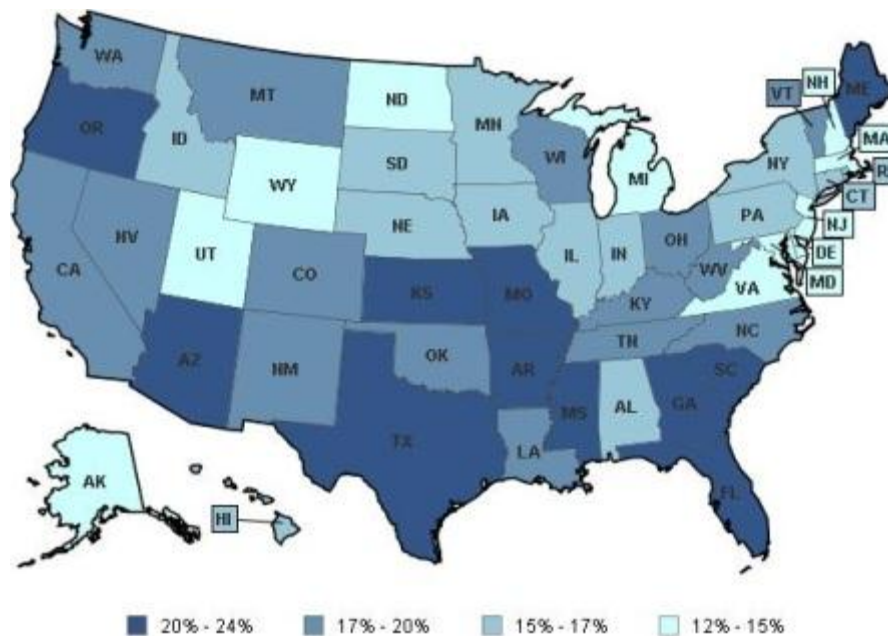 WA
MT
ND
MN
VT
NH
ME
OR
ID
SD
WI
MI
NY
MA
R
WY
NE
IA
PA
CT
NV
UT
CO
IL
IN
OH
NJ
CA
KS
MO
WV
DE
KY
VA
MD
AZ
NM
OK
AR
TN
NC
SC
TX
LA
MS
AL
GA
FL
AK
HI
20% - 24%
17% - 20%
15% - 17%
12% - 15%